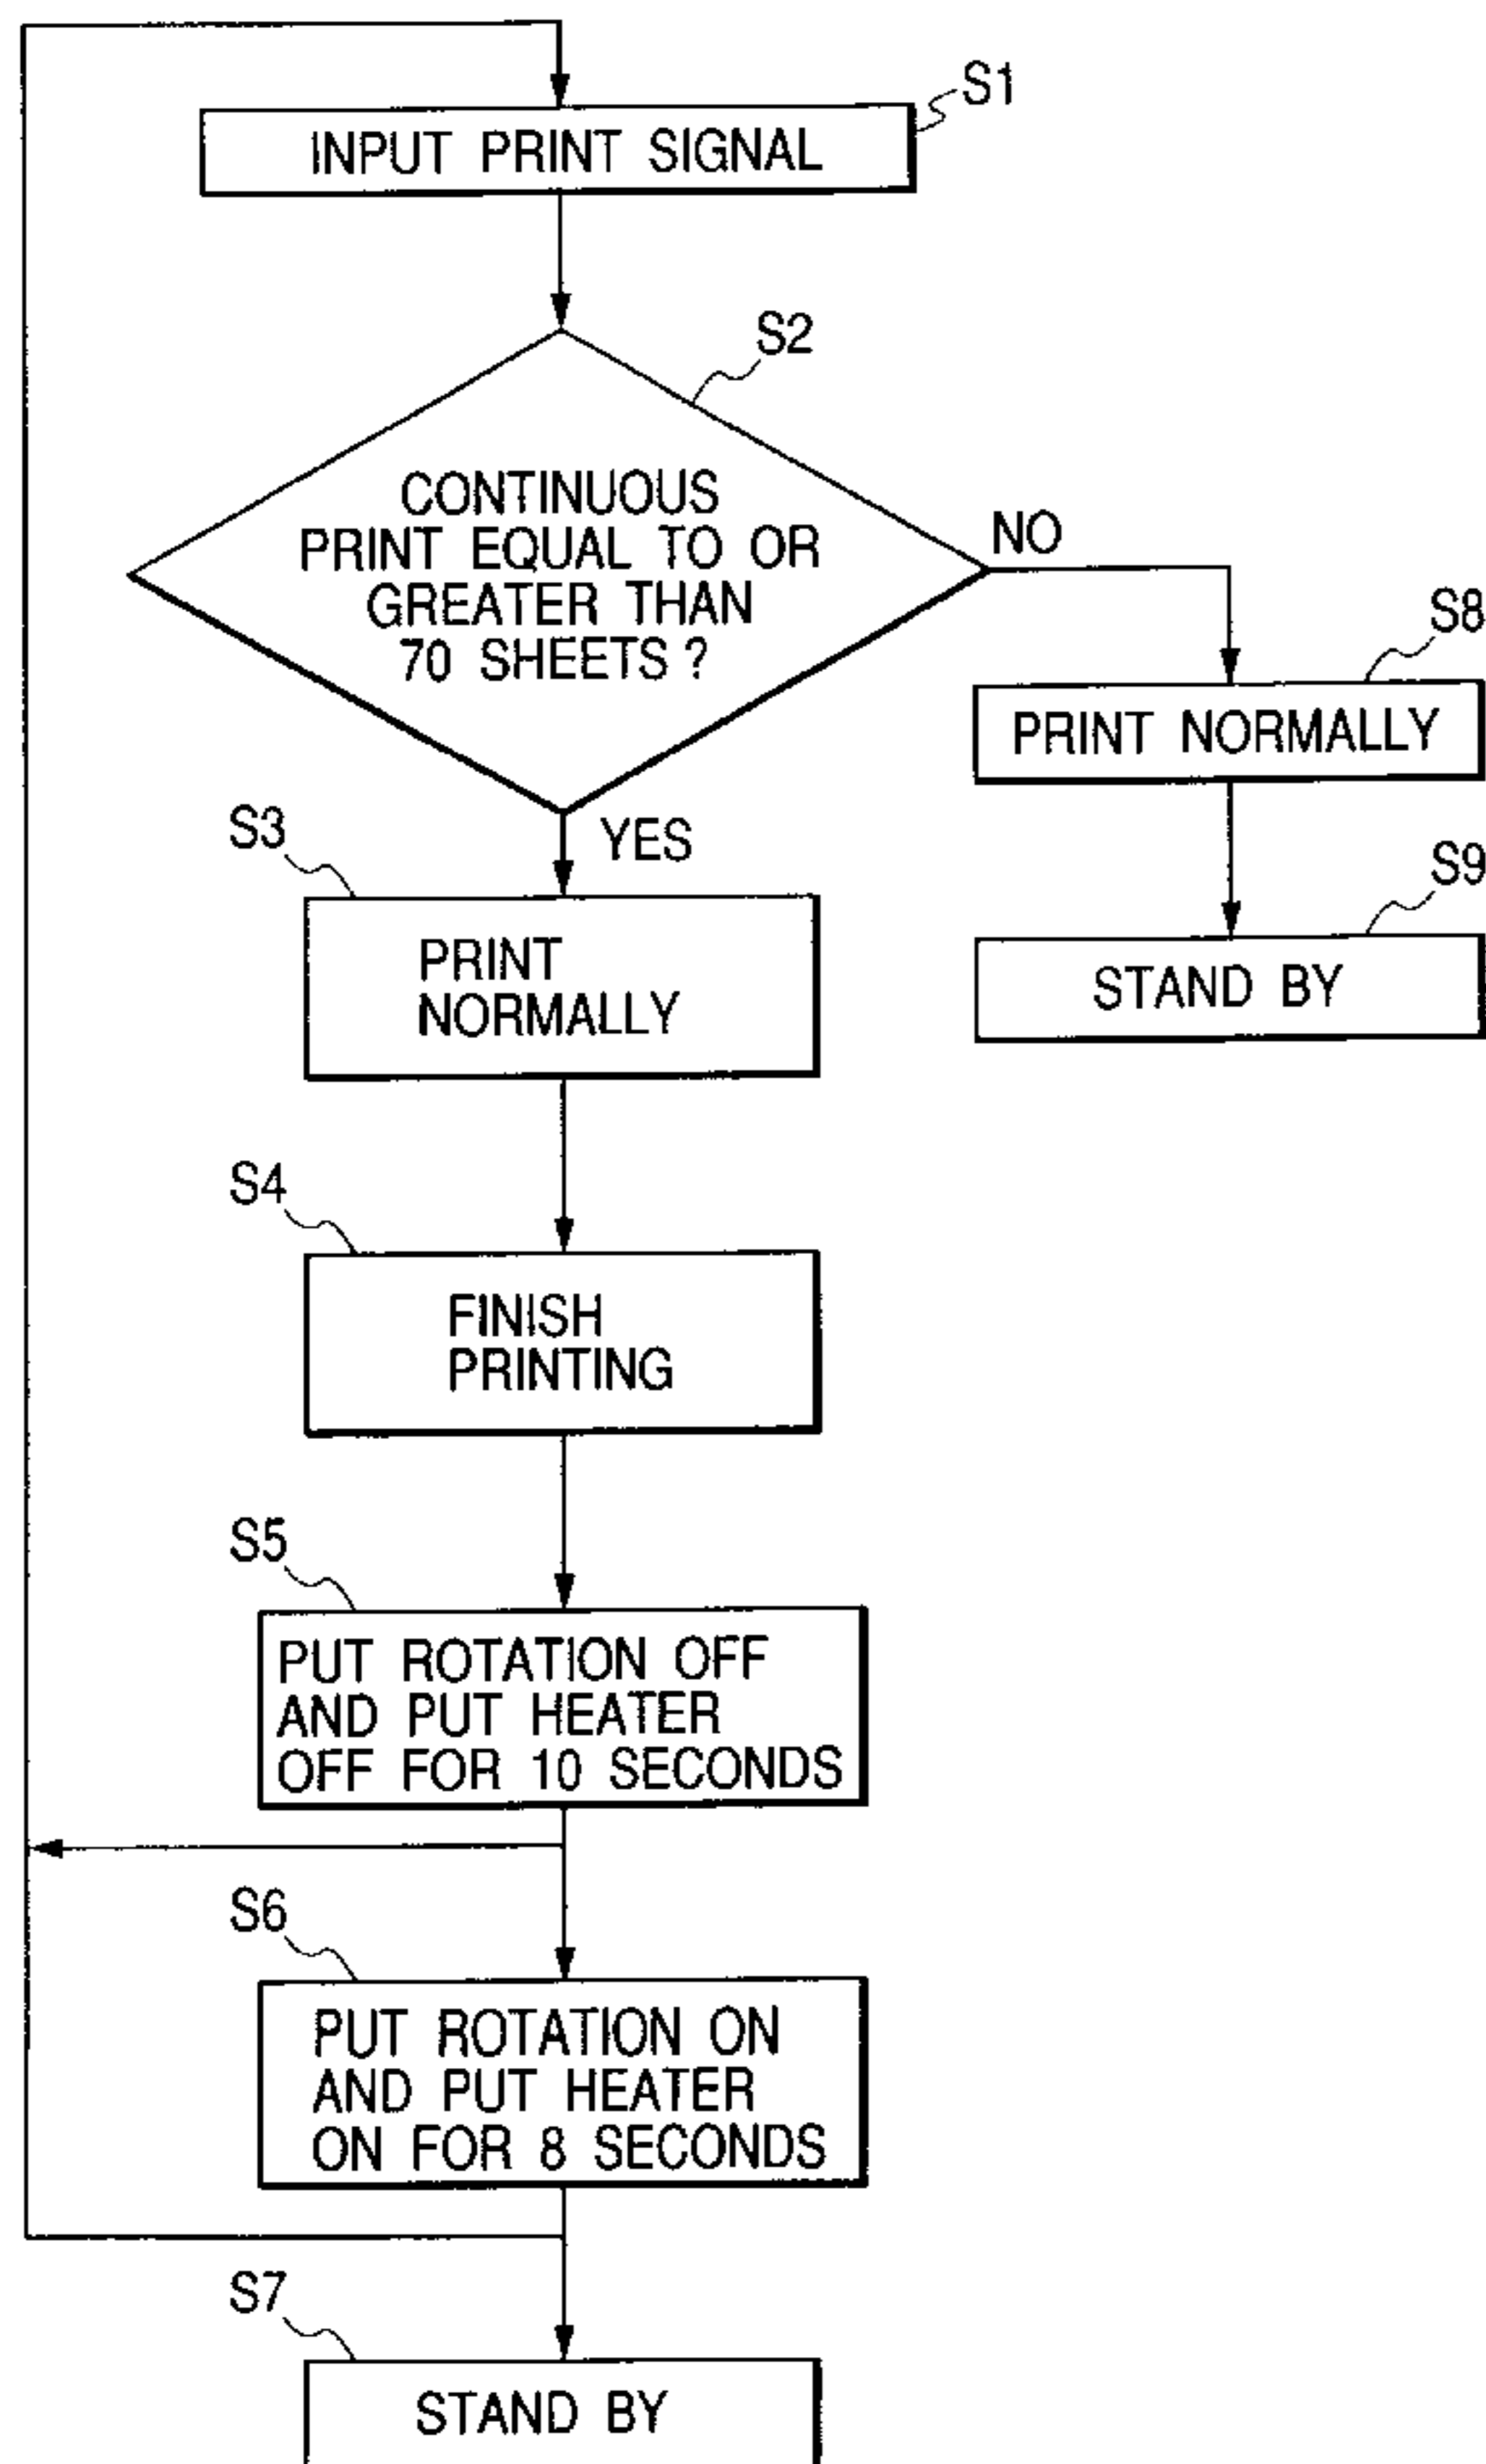 S1
INPUT PRINT SIGNAL
S2
CONTINUOUS
PRINT EQUAL TO OR
GREATER THAN
70 SHEETS ?
NO
S8
PRINT NORMALLY
YES
S3
PRINT
NORMALLY
S9
STAND BY
S4
FINISH
PRINTING
S5
PUT ROTATION OFF
AND PUT HEATER
OFF FOR 10 SECONDS
S6
PUT ROTATION ON
AND PUT HEATER
ON FOR 8 SECONDS
S7
STAND BY